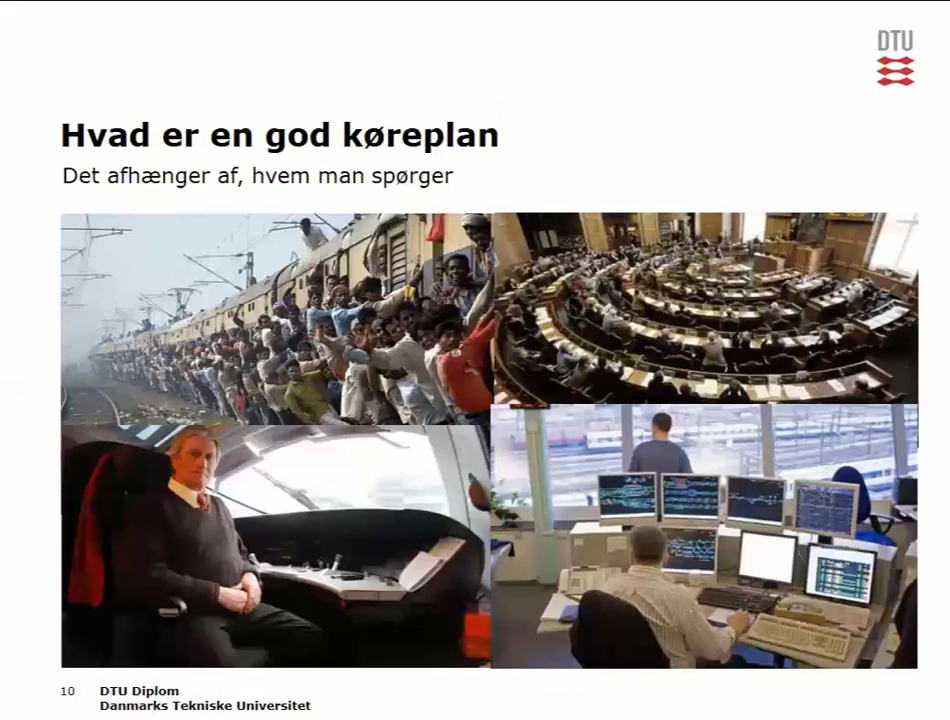 DTU
Hvad er en god køreplan
Det afhænger af, hvem man spørger
10 DTU Diplom
Danmarks Tekniske Universitet